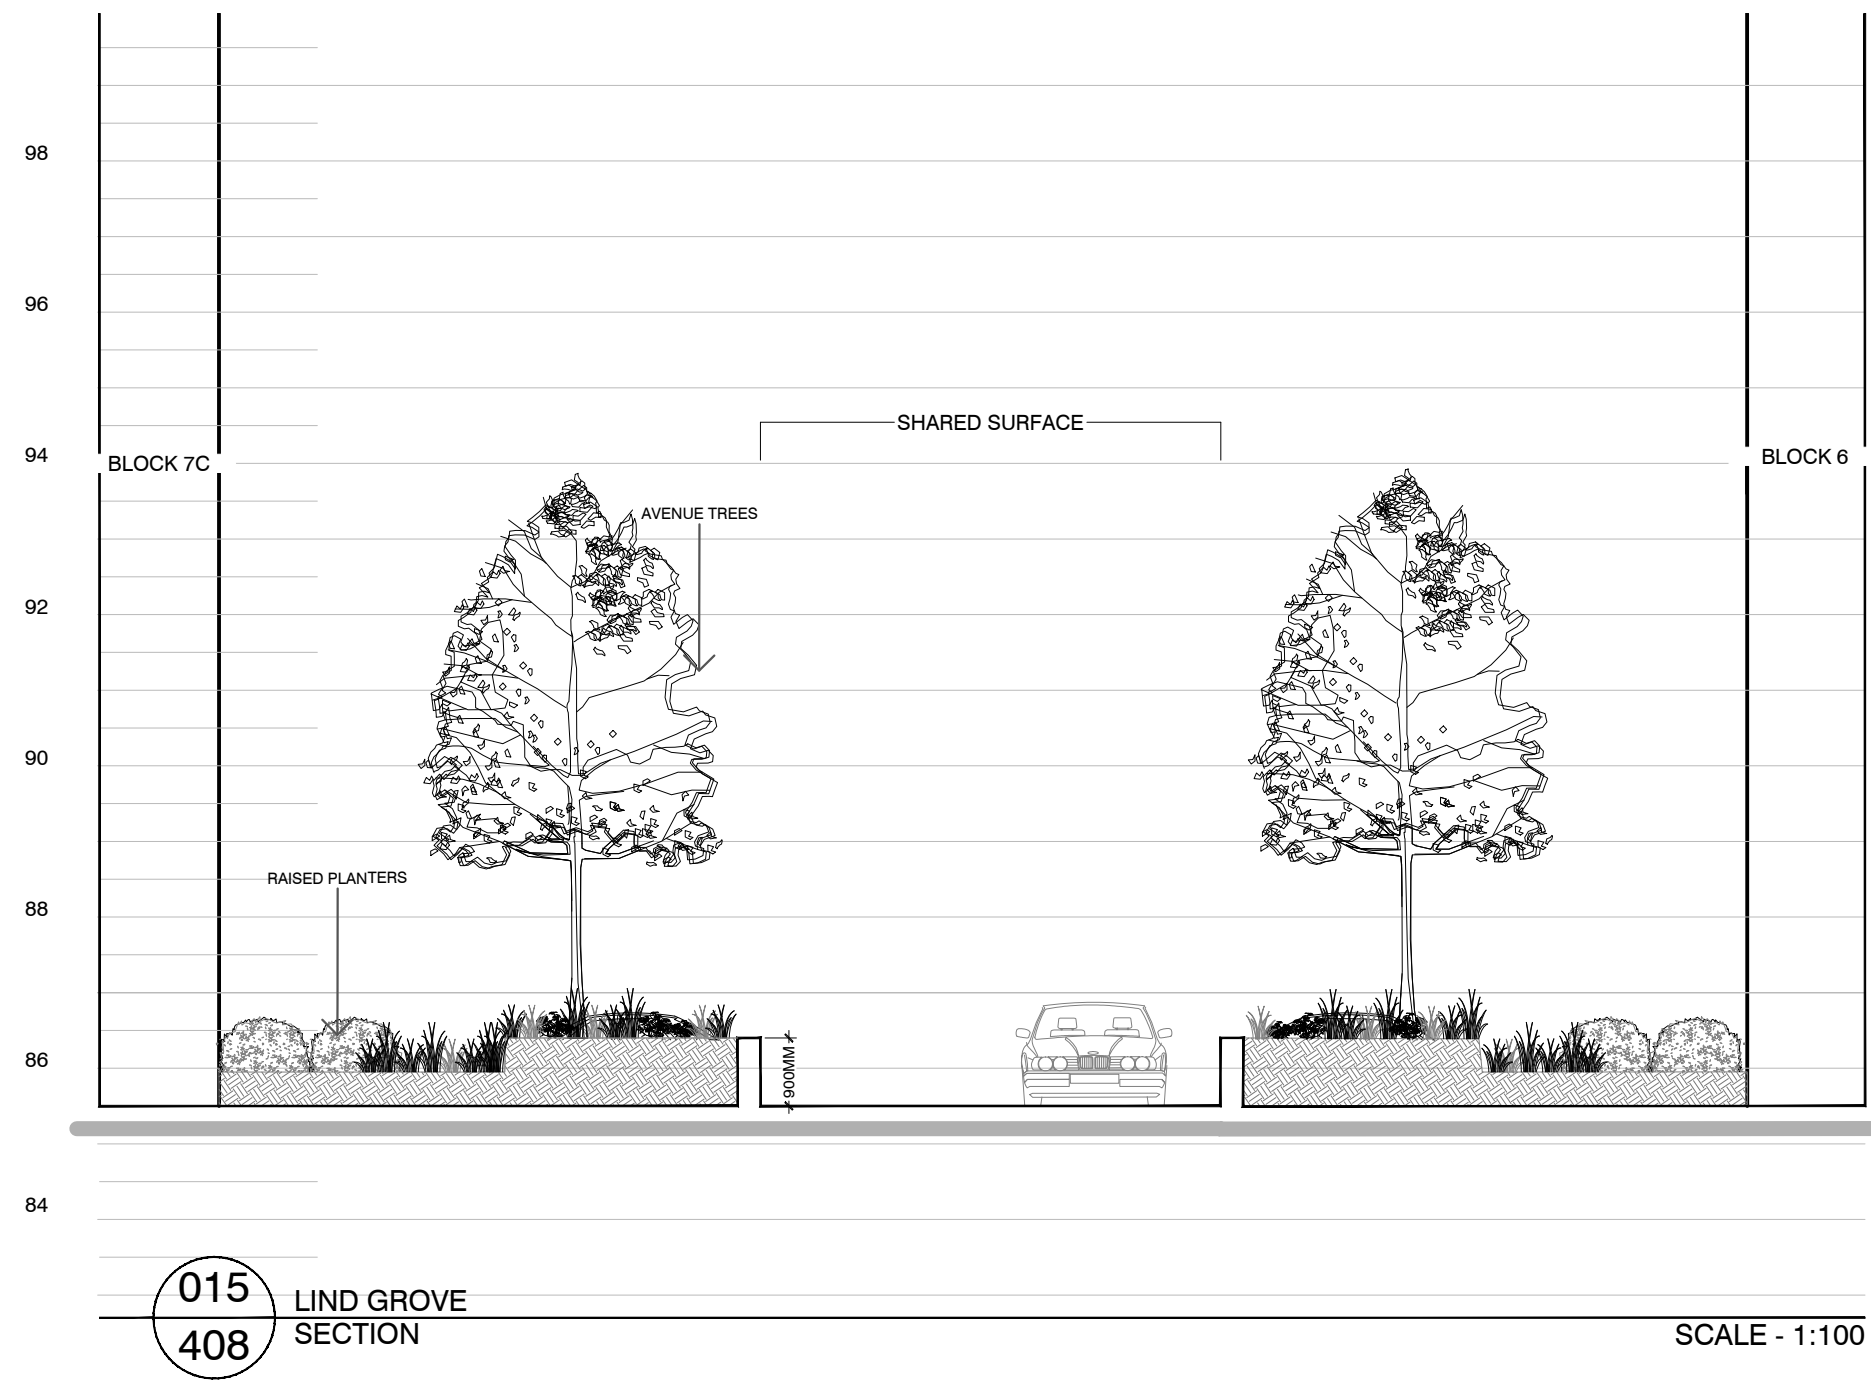 98
96
SHARED SURFACE
94
BLOCK 7C
BLOCK 6
AVENUE TREES
92
90
RAISED PLANTERS
88
86
900MM
84
015
408
LIND GROVE
SECTION
SCALE - 1:100